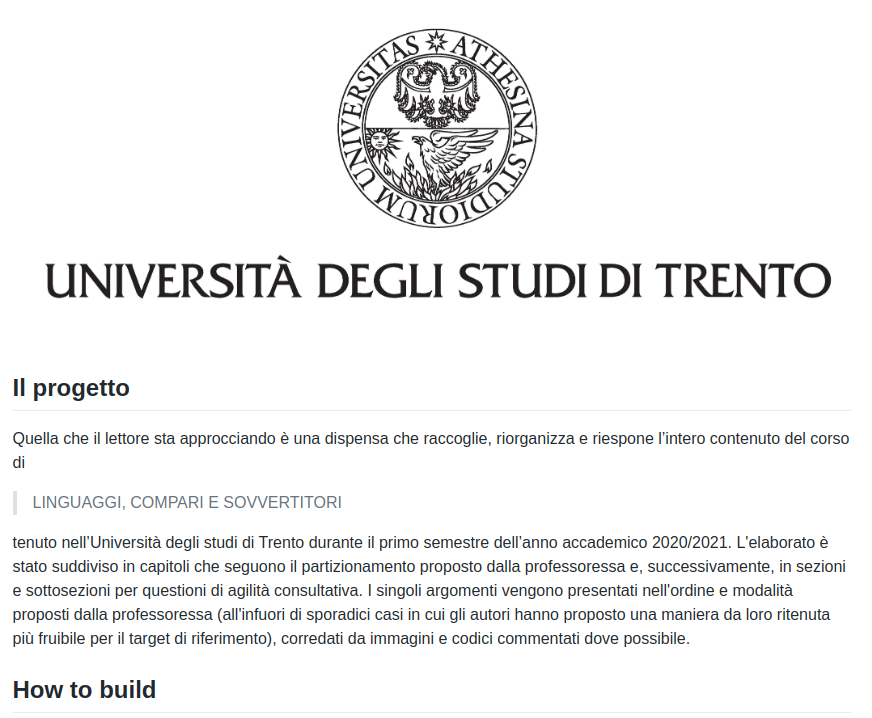 UNIVERSITAS ATHESINA STUDIORUM
UNIVERSITÀ DEGLI STUDI DI TRENTO
Il progetto
Quella che il lettore sta approcciando è una dispensa che raccoglie, riorganizza e riespone l’intero contenuto del corso
di
LINGUAGGI, COMPARI E SOVVERTITORI
tenuto nell’Università degli studi di Trento durante il primo semestre dell’anno accademico 2020/2021. L'elaborato è
stato suddiviso in capitoli che seguono il partizionamento proposto dalla professoressa e, successivamente, in sezioni
e sottosezioni per questioni di agilità consultativa. I singoli argomenti vengono presentati nell'ordine e modalità
proposti dalla professoressa (all'infuori di sporadici casi in cui gli autori hanno proposto una maniera da loro ritenuta
più fruibile per il target di riferimento), corredati da immagini e codici commentati dove possibile.
How to build